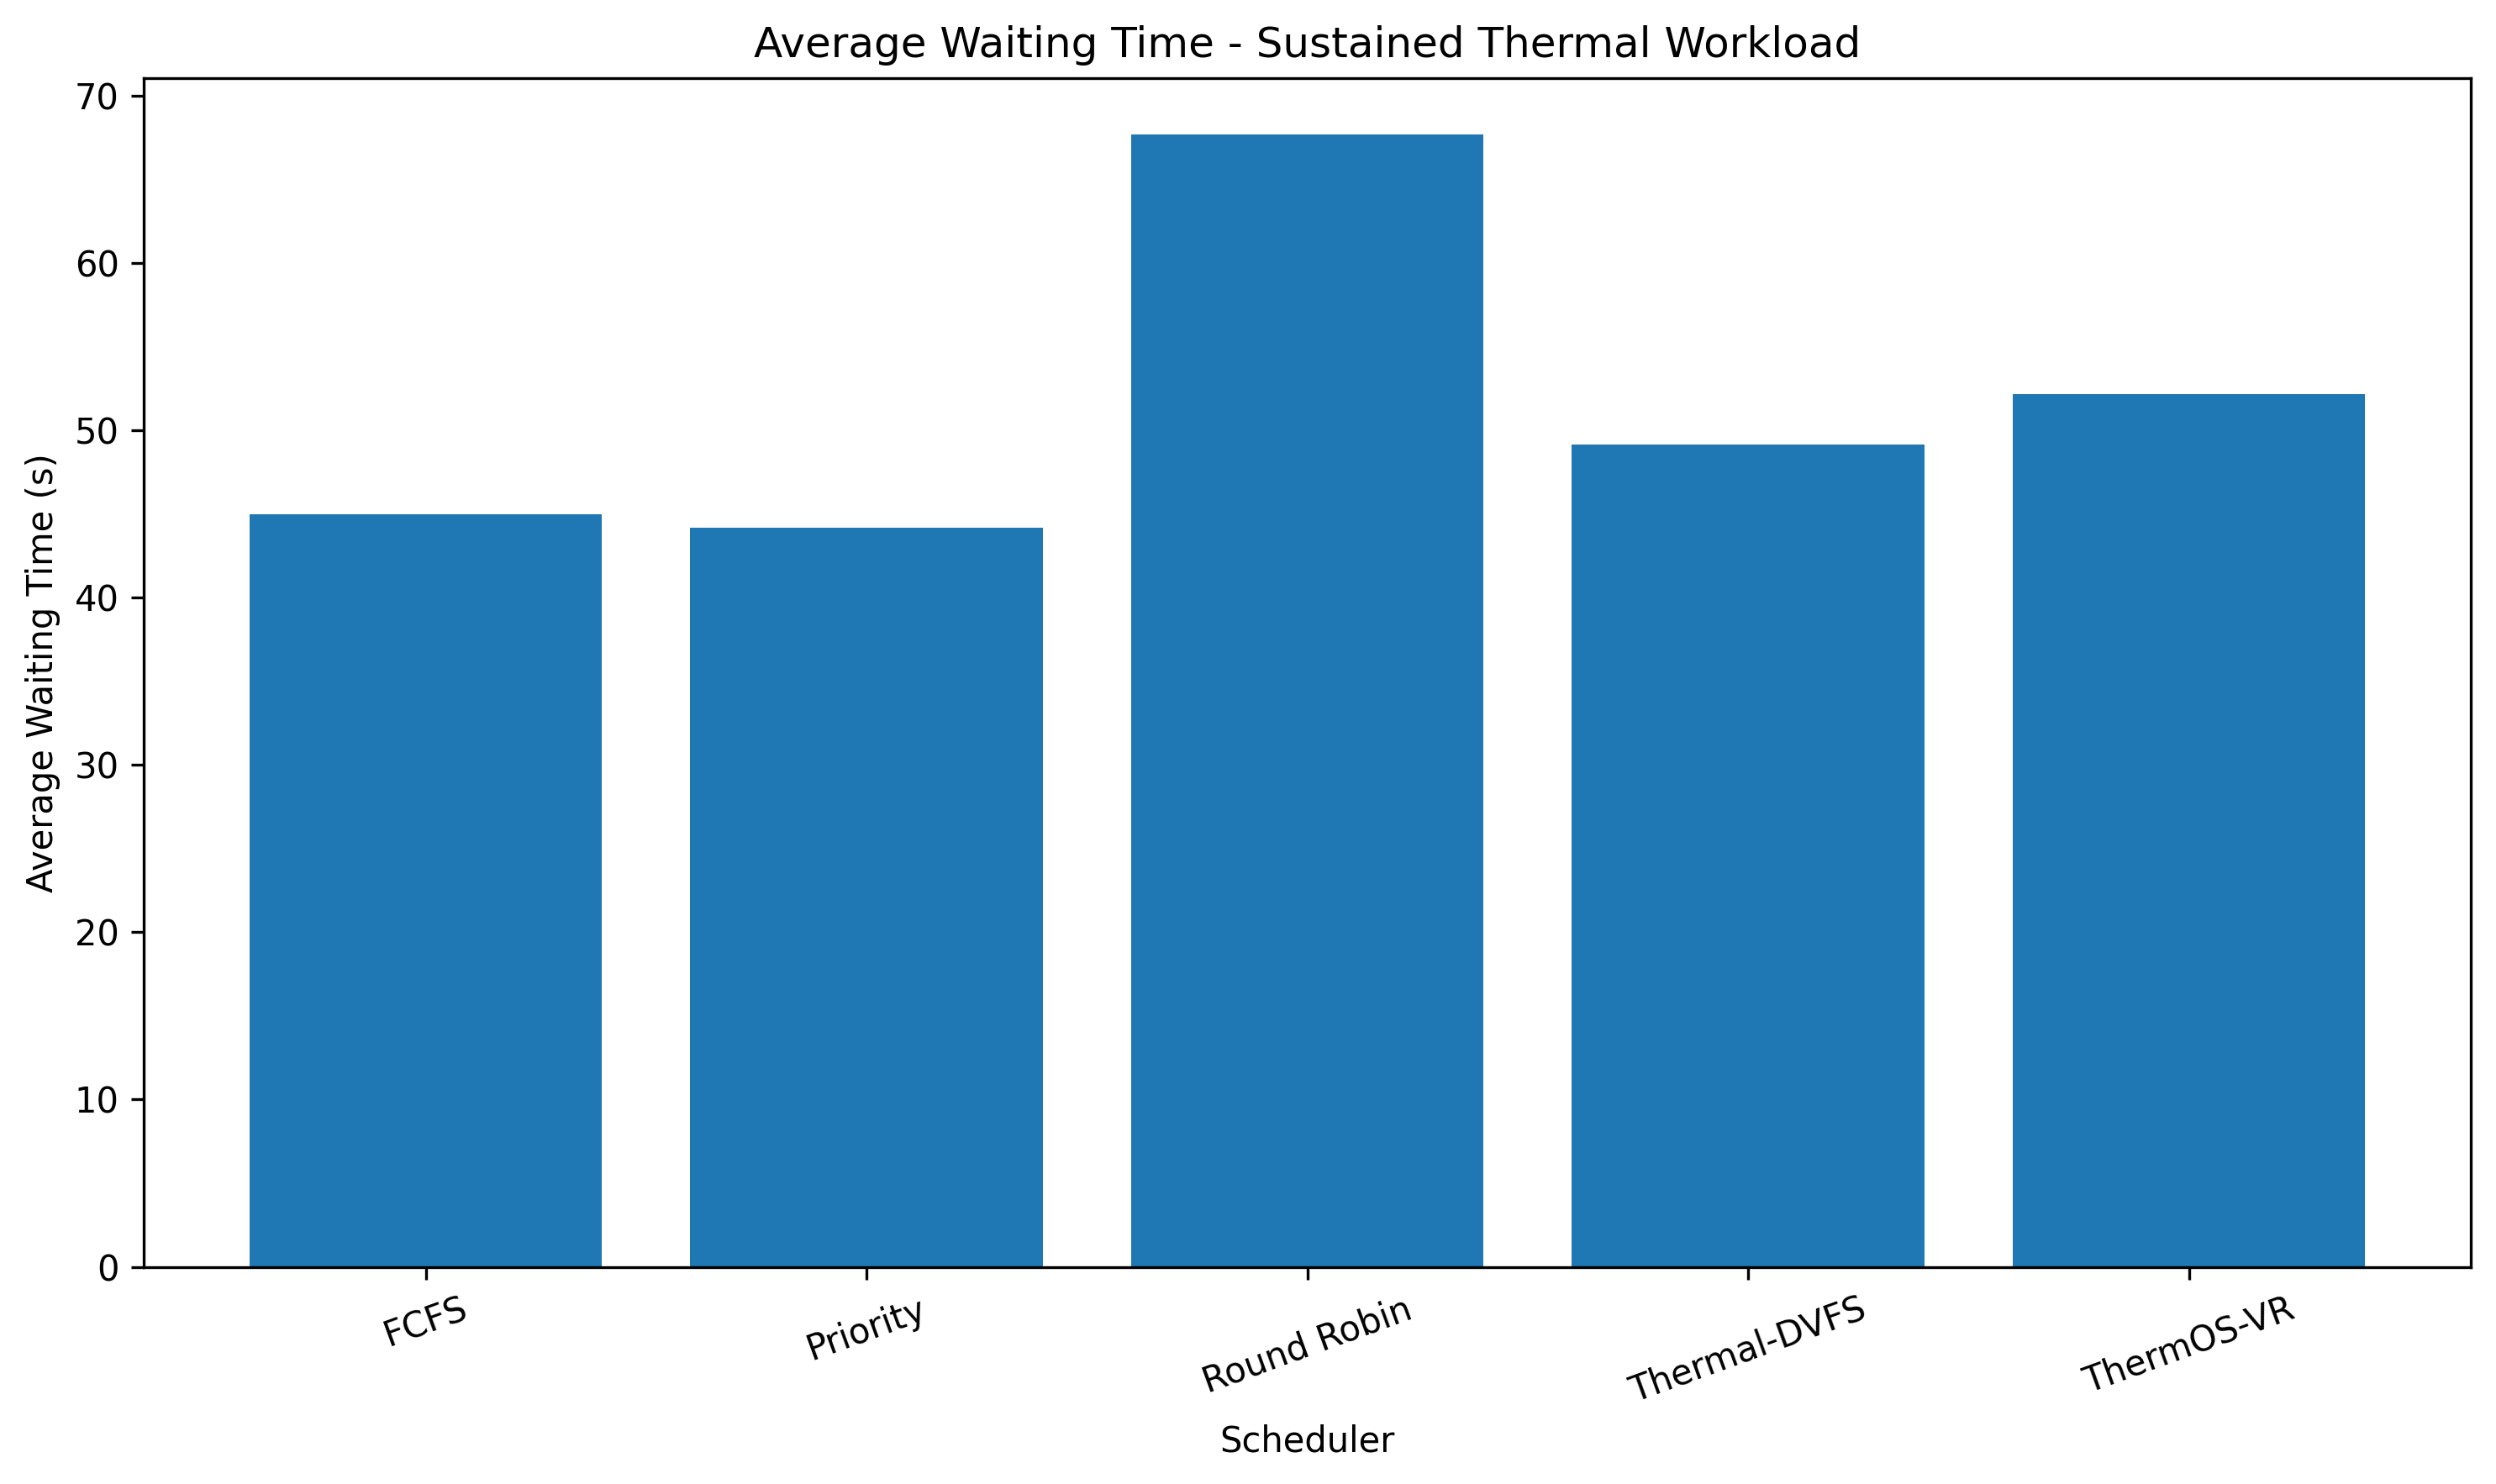 Average Waiting Time - Sustained Thermal Workload
Average Waiting Time (s)
70
60
50
40
30
20
10
0
FCFS
Priority
Round Robin
Thermal-DVFS
ThermOS-VR
Scheduler